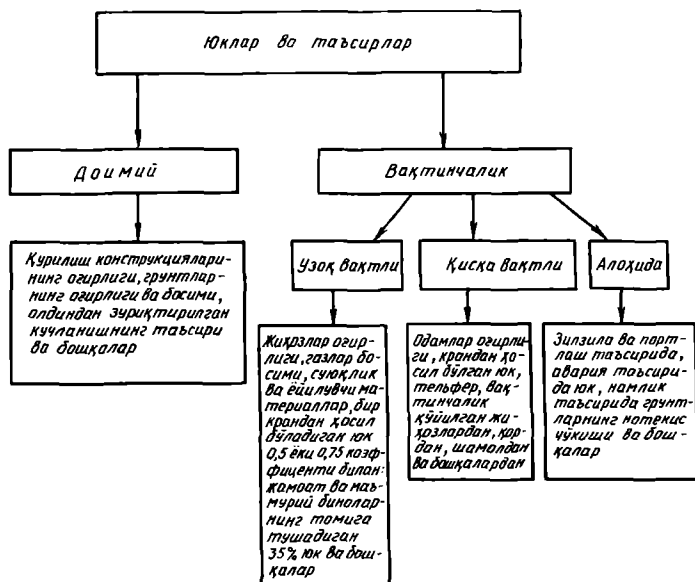 Юклар ва таъсирлар
Доимий
Вақтинчалик
Қурилиш конструкциялари-
нинг оғирлиги, грунтлар-
нинг оғирлиги ва босими,
олдиндан зўриқтирилган
кучланишнинг таъсири
ва бошқалар
Узоқ вақтли
Қисқа вақтли
Алоҳида
Жиҳозлар оғир-
лиги, газлар бо-
сими, суюқлик
ва ёйилувчи ма-
териаллар, бир
крандан ҳосил
бўладиган юк
0,5 ёки 0,75 коэф-
фиценти билан:
жамоат ва маъ-
мурий бинолар-
нинг томига
тушадиган
35% юк ва бош-
қалар
Одамлар оғирли-
ги, крандан ҳо-
сил бўлган юк,
тельфер, вақ-
тинчалик
қўйилган жи-
ҳозлардан, қор-
дан, шамолдан
ва бошқалардан
Зилзила ва порт-
лаш таъсирида,
авария таъсири-
да юк, намлик
таъсирида грунт-
ларнинг нотекис
чўкиши ва бош-
қалар